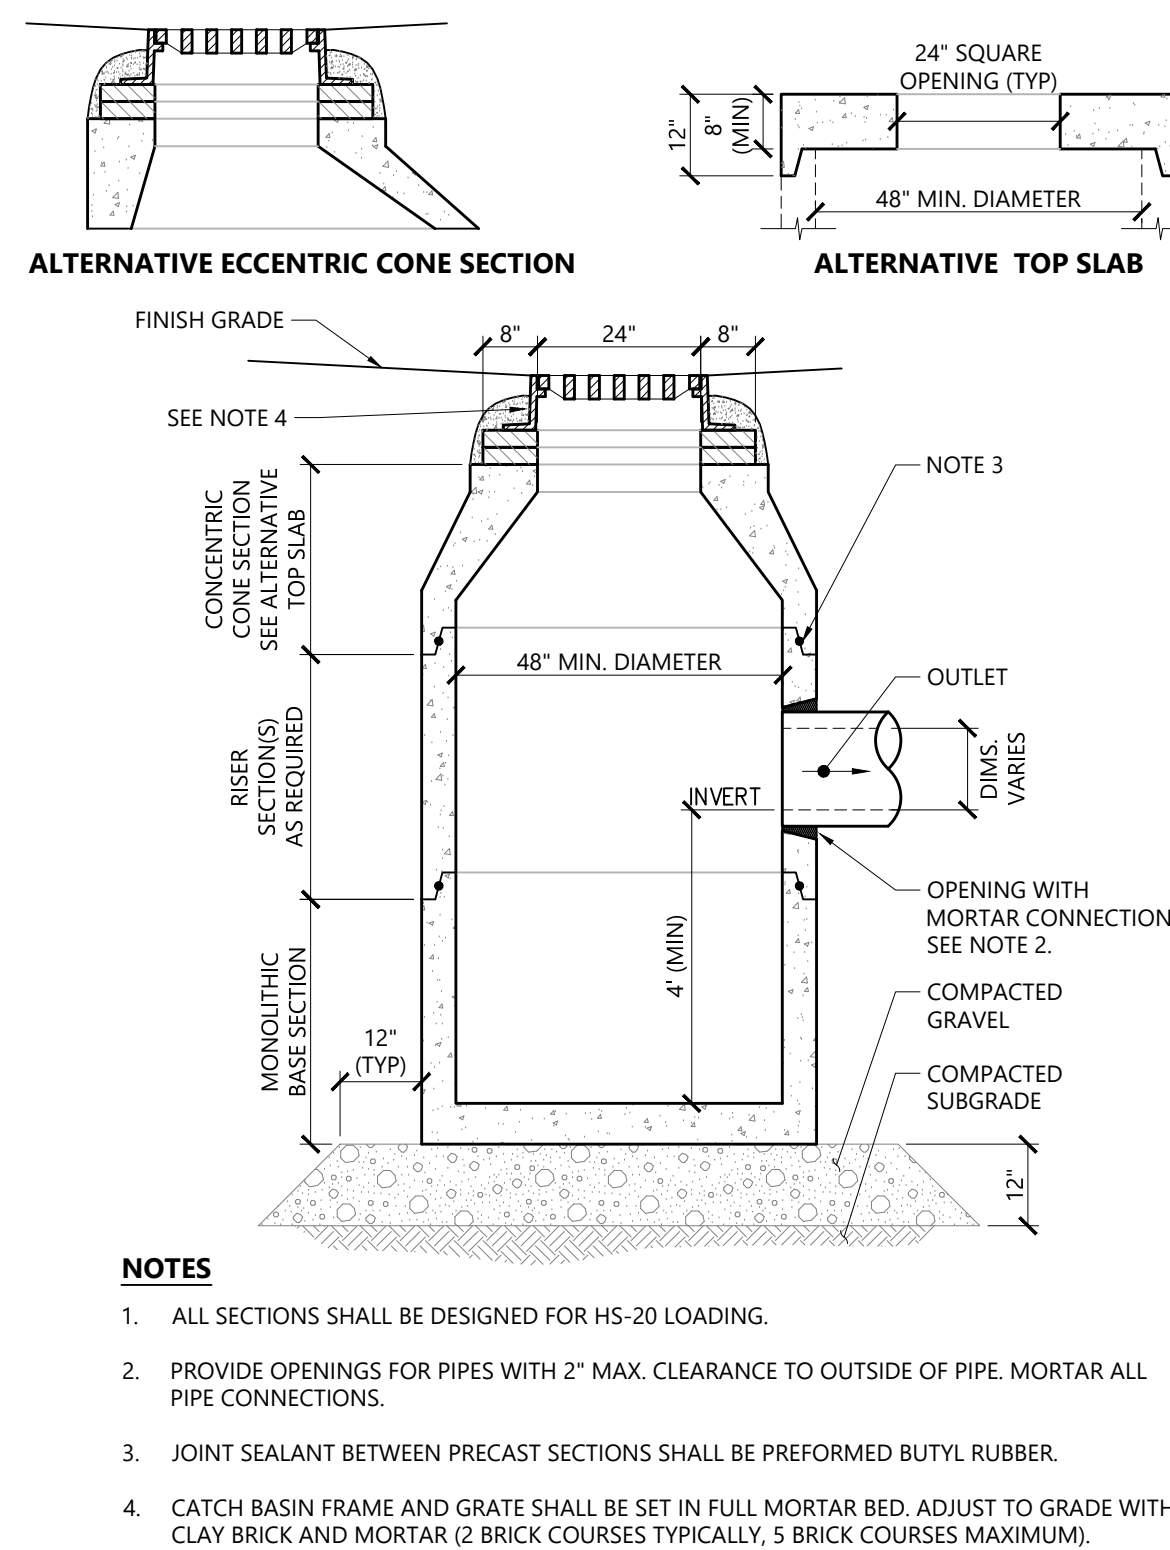 24" SQUARE
OPENING (TYP)
12"
8"
(MIN)
48" MIN. DIAMETER
ALTERNATIVE ECCENTRIC CONE SECTION
ALTERNATIVE TOP SLAB
FINISH GRADE
8"
24"
8"
SEE NOTE 4
NOTE 3
CONCENTRIC
CONE SECTION
SEE ALTERNATIVE
TOP SLAB
48" MIN. DIAMETER
OUTLET
RISER
SECTION(S)
AS REQUIRED
DIMS.
VARIES
INVERT
OPENING WITH
MORTAR CONNECTION
SEE NOTE 2.
4' (MIN)
MONOLITHIC
BASE SECTION
COMPACTED
GRAVEL
12"
(TYP)
COMPACTED
SUBGRADE
12"
NOTES
1. ALL SECTIONS SHALL BE DESIGNED FOR HS-20 LOADING.
2. PROVIDE OPENINGS FOR PIPES WITH 2" MAX. CLEARANCE TO OUTSIDE OF PIPE. MORTAR ALL
PIPE CONNECTIONS.
3. JOINT SEALANT BETWEEN PRECAST SECTIONS SHALL BE PREFORMED BUTYL RUBBER.
4. CATCH BASIN FRAME AND GRATE SHALL BE SET IN FULL MORTAR BED. ADJUST TO GRADE WITH
CLAY BRICK AND MORTAR (2 BRICK COURSES TYPICALLY, 5 BRICK COURSES MAXIMUM).